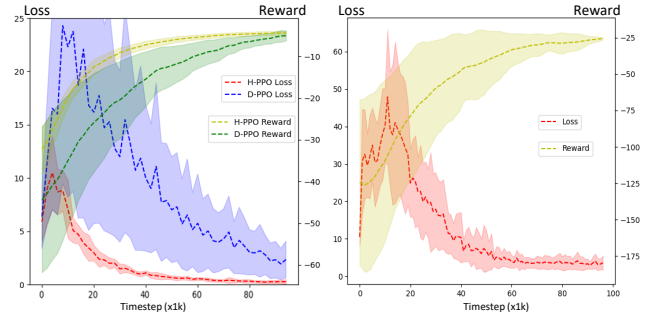 Loss Reward
25
20
15
10
5
0
-10
-20
-30
-40
-50
-60
H-PPO Loss
D-PPO Loss
H-PPO Reward
D-PPO Reward
0 20 40 60 80
Timestep (x1k)
Loss Reward
60
50
40
30
20
10
0
-25
-50
-75
-100
-125
-150
-175
Loss
Reward
0 20 40 60 80 100
Timestep (x1k)